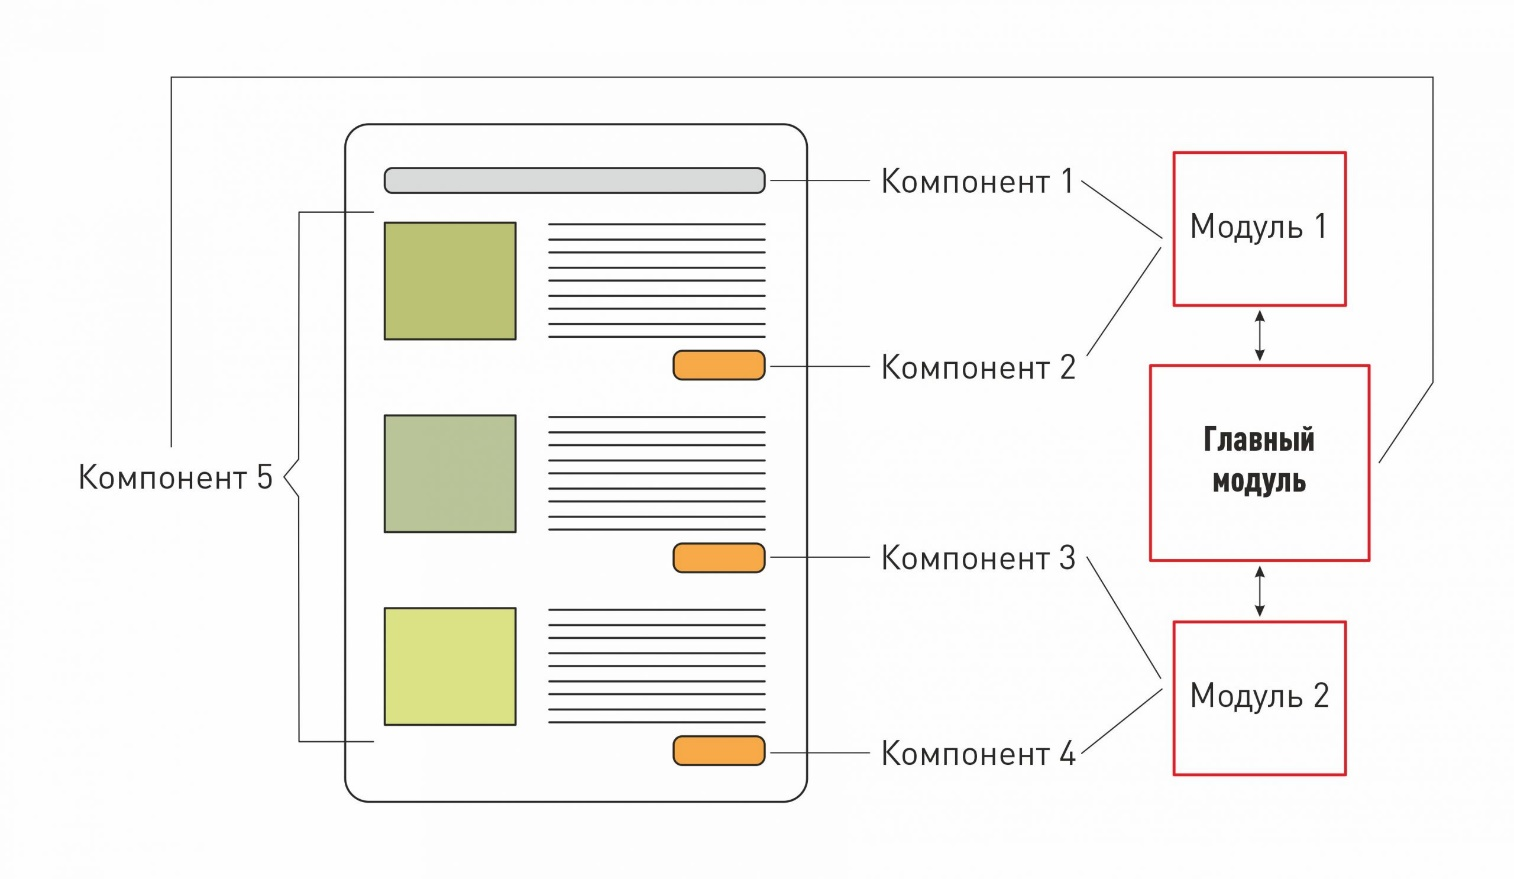 Компонент 1
Модуль 1
Компонент 2
Главный
модуль
Компонент 5
Компонент 3
Модуль 2
Компонент 4